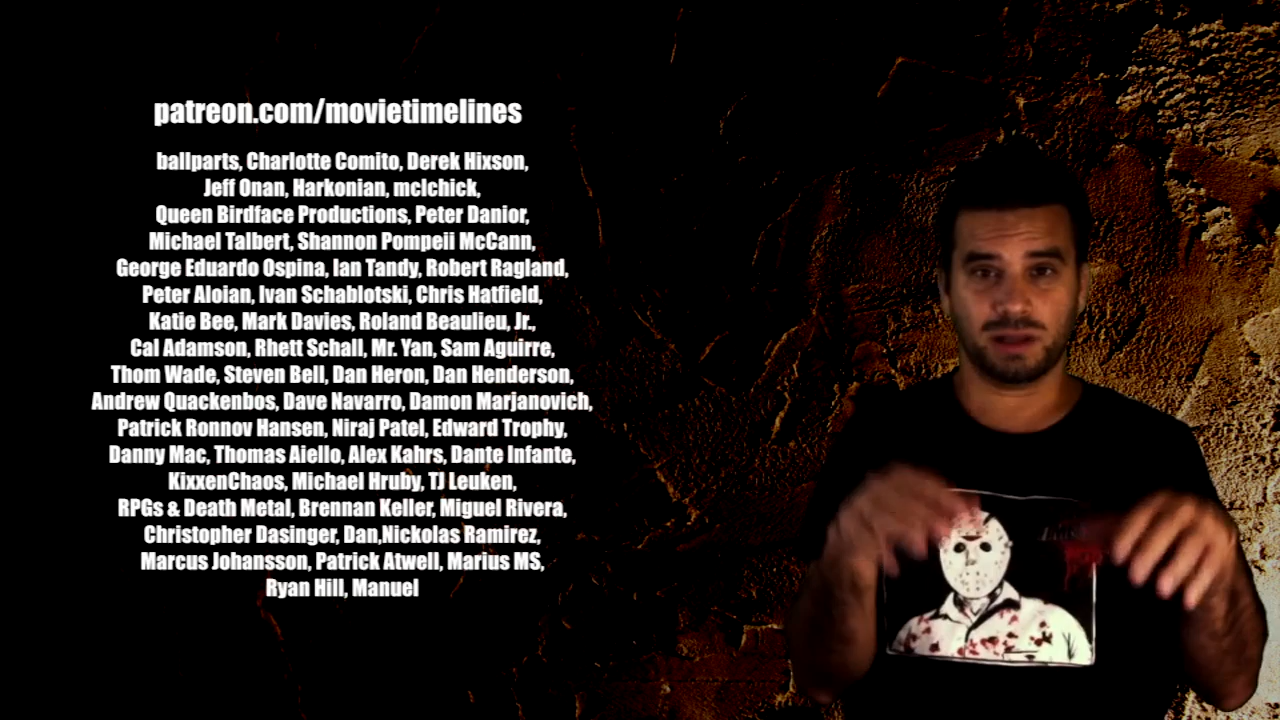 patreon.com/movietimelines
ballparts, Charlotte Comito, Derek Hixson,
Jeff Onan, Harkonian, mclchick,
Queen Birdface Productions, Peter Danior,
Michael Talbert, Shannon Pompeii McCann,
George Eduardo Ospina, Ian Tandy, Robert Ragland,
Peter Aloian, Ivan Schablotski, Chris Hatfield,
Katie Bee, Mark Davies, Roland Beaulieu, Jr.,
Cal Adamson, Rhett Schall, Mr. Yan, Sam Aguirre,
Thom Wade, Steven Bell, Dan Heron, Dan Henderson,
Andrew Quackenbos, Dave Navarro, Damon Marjanovich,
Patrick Ronnov Hansen, Niraj Patel, Edward Trophy,
Danny Mac, Thomas Aiello, Alex Kahrs, Dante Infante,
KixxenChaos, Michael Hruby, TJ Leuken,
RPGs & Death Metal, Brennan Keller, Miguel Rivera,
Christopher Dasinger, Dan,Nickolas Ramirez,
Marcus Johansson, Patrick Atwell, Marius MS,
Ryan Hill, Manuel